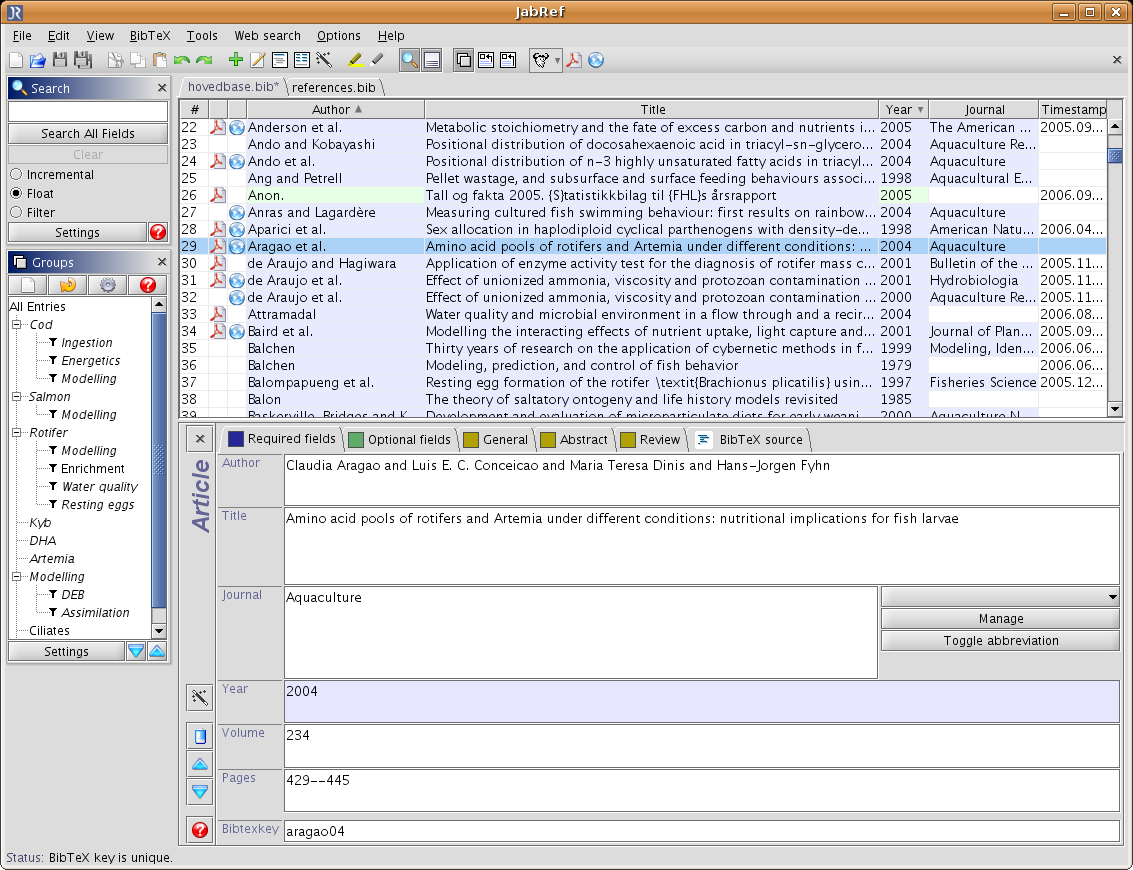 JabRef
File Edit View BibTeX Tools Web search Options Help
Search
Search All Fields
Clear
Incremental
Float
Filter
Settings
Groups
All Entries
Cod
Ingestion
Energetics
Modelling
Salmon
Modelling
Rotifer
Modelling
Enrichment
Water quality
Resting eggs
Kyb
DHA
Artemia
Modelling
DEB
Assimilation
Ciliates
Settings
hovedbase.bib* references.bib
# Author Title Year Journal Timestamp
22 Anderson et al. Metabolic stoichiometry and the fate of excess carbon and nutrients i... 2005 The American ... 2005.09...
23 Ando and Kobayashi Positional distribution of docosahexaenoic acid in triacyl-sn-glycero... 2004 Aquaculture Re...
24 Ando et al. Positional distribution of n-3 highly unsaturated fatty acids in triacyl... 2004 Aquaculture
25 Ang and Petrell Pellet wastage, and subsurface and surface feeding behaviours associ... 1998 Aquacultural E...
26 Anon. Tall og fakta 2005. {S}tatistikkbilag til {FHL}s årsrapport 2005 2006.09...
27 Anras and Lagardère Measuring cultured fish swimming behaviour: first results on rainbow... 2004 Aquaculture
28 Aparici et al. Sex allocation in haplodiploid cyclical parthenogens with density-de... 1998 American Natu... 2006.04...
29 Aragao et al. Amino acid pools of rotifers and Artemia under different conditions: ... 2004 Aquaculture
30 de Araujo and Hagiwara Application of enzyme activity test for the diagnosis of rotifer mass c... 2001 Bulletin of the ... 2005.11...
31 de Araujo et al. Effect of unionized ammonia, viscosity and protozoan contamination ... 2001 Hydrobiologia 2005.11...
32 de Araujo et al. Effect of unionized ammonia, viscosity and protozoan contamination ... 2000 Aquaculture Re... 2005.11...
33 Attramadal Water quality and microbial environment in a flow through and a recir... 2004 2006.08...
34 Baird et al. Modelling the interacting effects of nutrient uptake, light capture and... 2001 Journal of Plan... 2005.09...
35 Balchen Thirty years of research on the application of cybernetic methods in f... 1999 Modeling, Iden... 2006.06...
36 Balchen Modeling, prediction, and control of fish behavior 1979 2006.06...
37 Balompapueng et al. Resting egg formation of the rotifer \textit{Brachionus plicatilis} usin... 1997 Fisheries Science 2005.12...
38 Balon The theory of saltatory ontogeny and life history models revisited 1985
39 Baskerville-Bridges and K... Development and evaluation of microparticulate diets for early weani... 2000 Aquaculture N...
Required fields Optional fields General Abstract Review BibTeX source
Article
Author Claudia Aragao and Luis E. C. Conceicao and Maria Teresa Dinis and Hans-Jorgen Fyhn
Title Amino acid pools of rotifers and Artemia under different conditions: nutritional implications for fish larvae
Journal Aquaculture
Manage
Toggle abbreviation
Year 2004
Volume 234
Pages 429--445
Bibtexkey aragao04
Status: BibTeX key is unique.